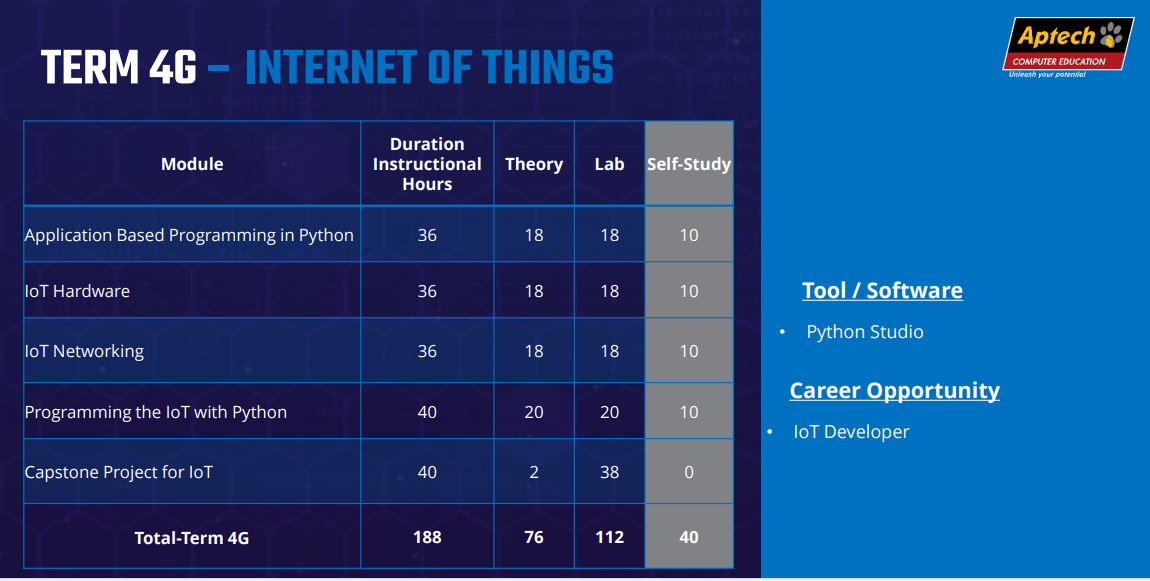 TERM 4G – INTERNET OF THINGS
Aptech
COMPUTER EDUCATION
Unleash your potential
Module
Duration
Instructional
Hours
Theory
Lab
Self-Study
Application Based Programming in Python 36 18 18 10
IoT Hardware 36 18 18 10
IoT Networking 36 18 18 10
Programming the IoT with Python 40 20 20 10
Capstone Project for IoT 40 2 38 0
Total-Term 4G 188 76 112 40
Tool / Software
• Python Studio
Career Opportunity
• IoT Developer